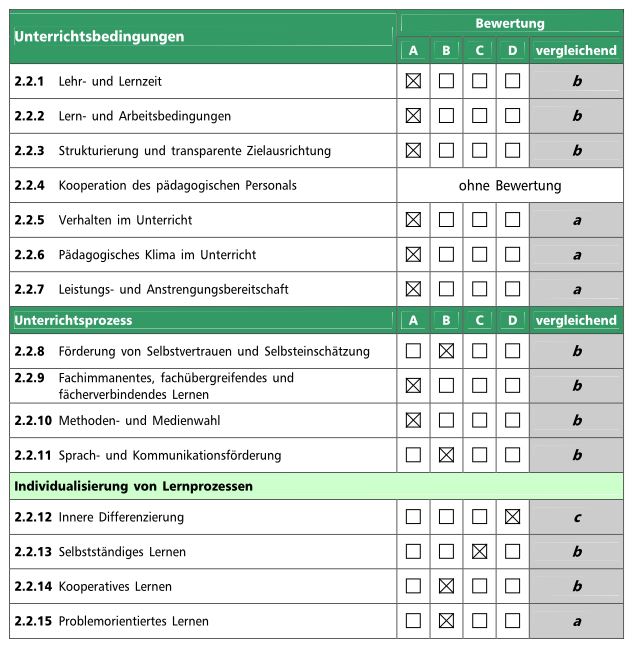 Unterrichtsbedingungen Bewertung
A B C D vergleichend
2.2.1 Lehr- und Lernzeit b
2.2.2 Lern- und Arbeitsbedingungen b
2.2.3 Strukturierung und transparente Zielausrichtung b
2.2.4 Kooperation des pädagogischen Personals ohne Bewertung
2.2.5 Verhalten im Unterricht a
2.2.6 Pädagogisches Klima im Unterricht a
2.2.7 Leistungs- und Anstrengungsbereitschaft a
Unterrichtsprozess A B C D vergleichend
2.2.8 Förderung von Selbstvertrauen und Selbsteinschätzung b
2.2.9 Fachimmanentes, fachübergreifendes und
fächerverbindendes Lernen b
2.2.10 Methoden- und Medienwahl b
2.2.11 Sprach- und Kommunikationsförderung b
Individualisierung von Lernprozessen
2.2.12 Innere Differenzierung c
2.2.13 Selbstständiges Lernen b
2.2.14 Kooperatives Lernen b
2.2.15 Problemorientiertes Lernen a